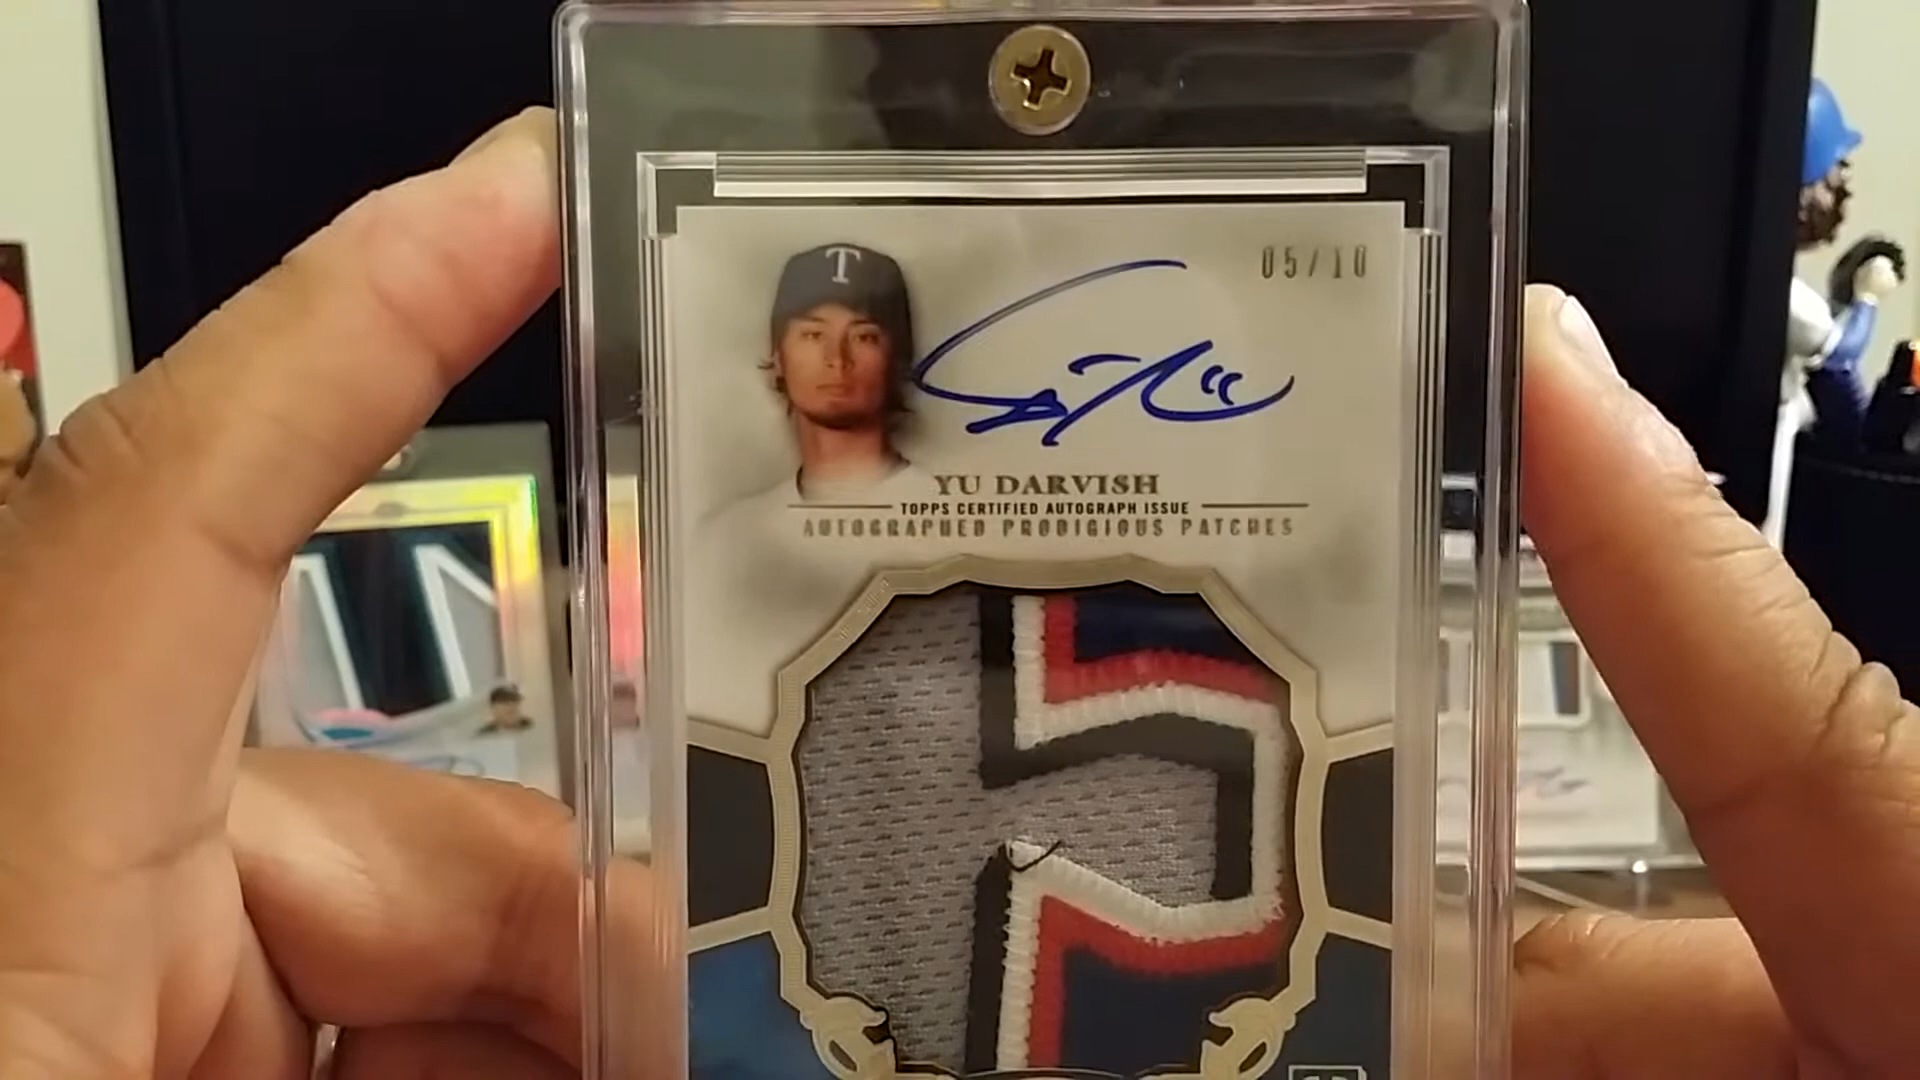 T
05/10
YU DARVISH
TOPPS CERTIFIED AUTOGRAPH ISSUE
AUTOGRAPHED PRODIGIOUS PATCHES